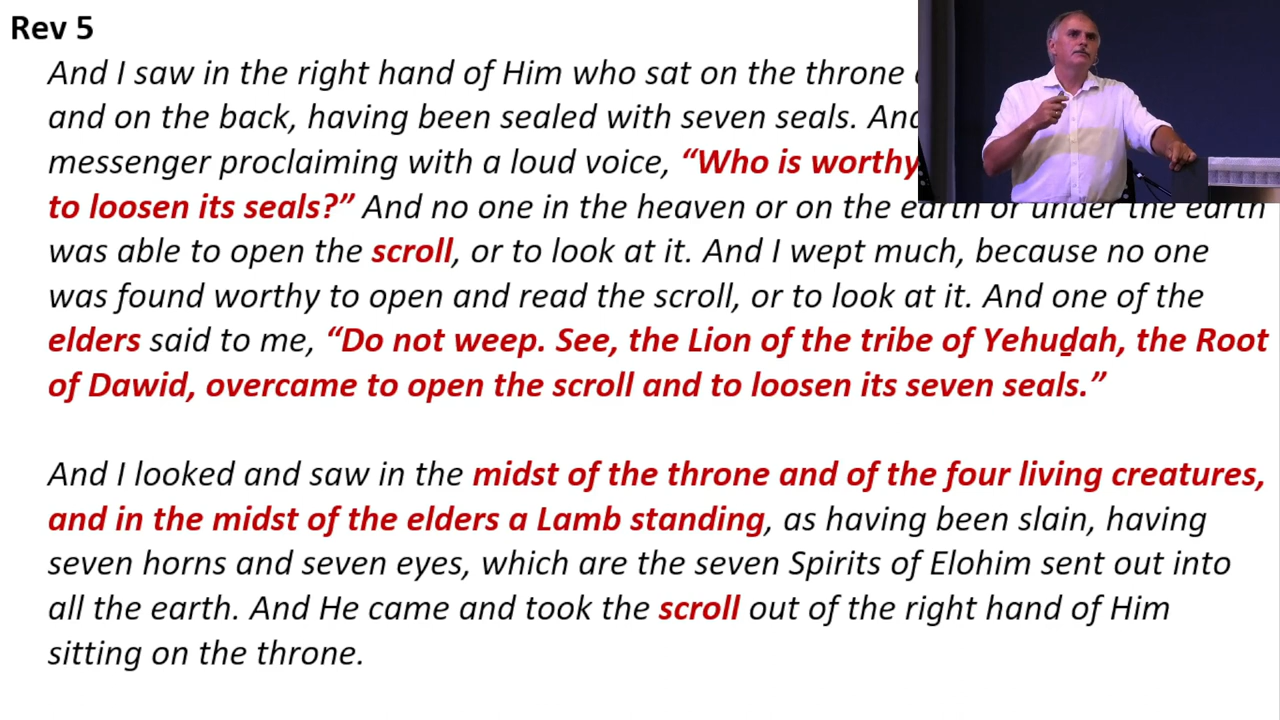 Rev 5
And I saw in the right hand of Him who sat on the throne
and on the back, having been sealed with seven seals. And
messenger proclaiming with a loud voice, “Who is worthy
to loosen its seals?” And no one in the heaven or on the earth or under the earth
was able to open the scroll, or to look at it. And I wept much, because no one
was found worthy to open and read the scroll, or to look at it. And one of the
elders said to me, “Do not weep. See, the Lion of the tribe of Yehuḏah, the Root
of Dawid, overcame to open the scroll and to loosen its seven seals.”
And I looked and saw in the midst of the throne and of the four living creatures,
and in the midst of the elders a Lamb standing, as having been slain, having
seven horns and seven eyes, which are the seven Spirits of Elohim sent out into
all the earth. And He came and took the scroll out of the right hand of Him
sitting on the throne.